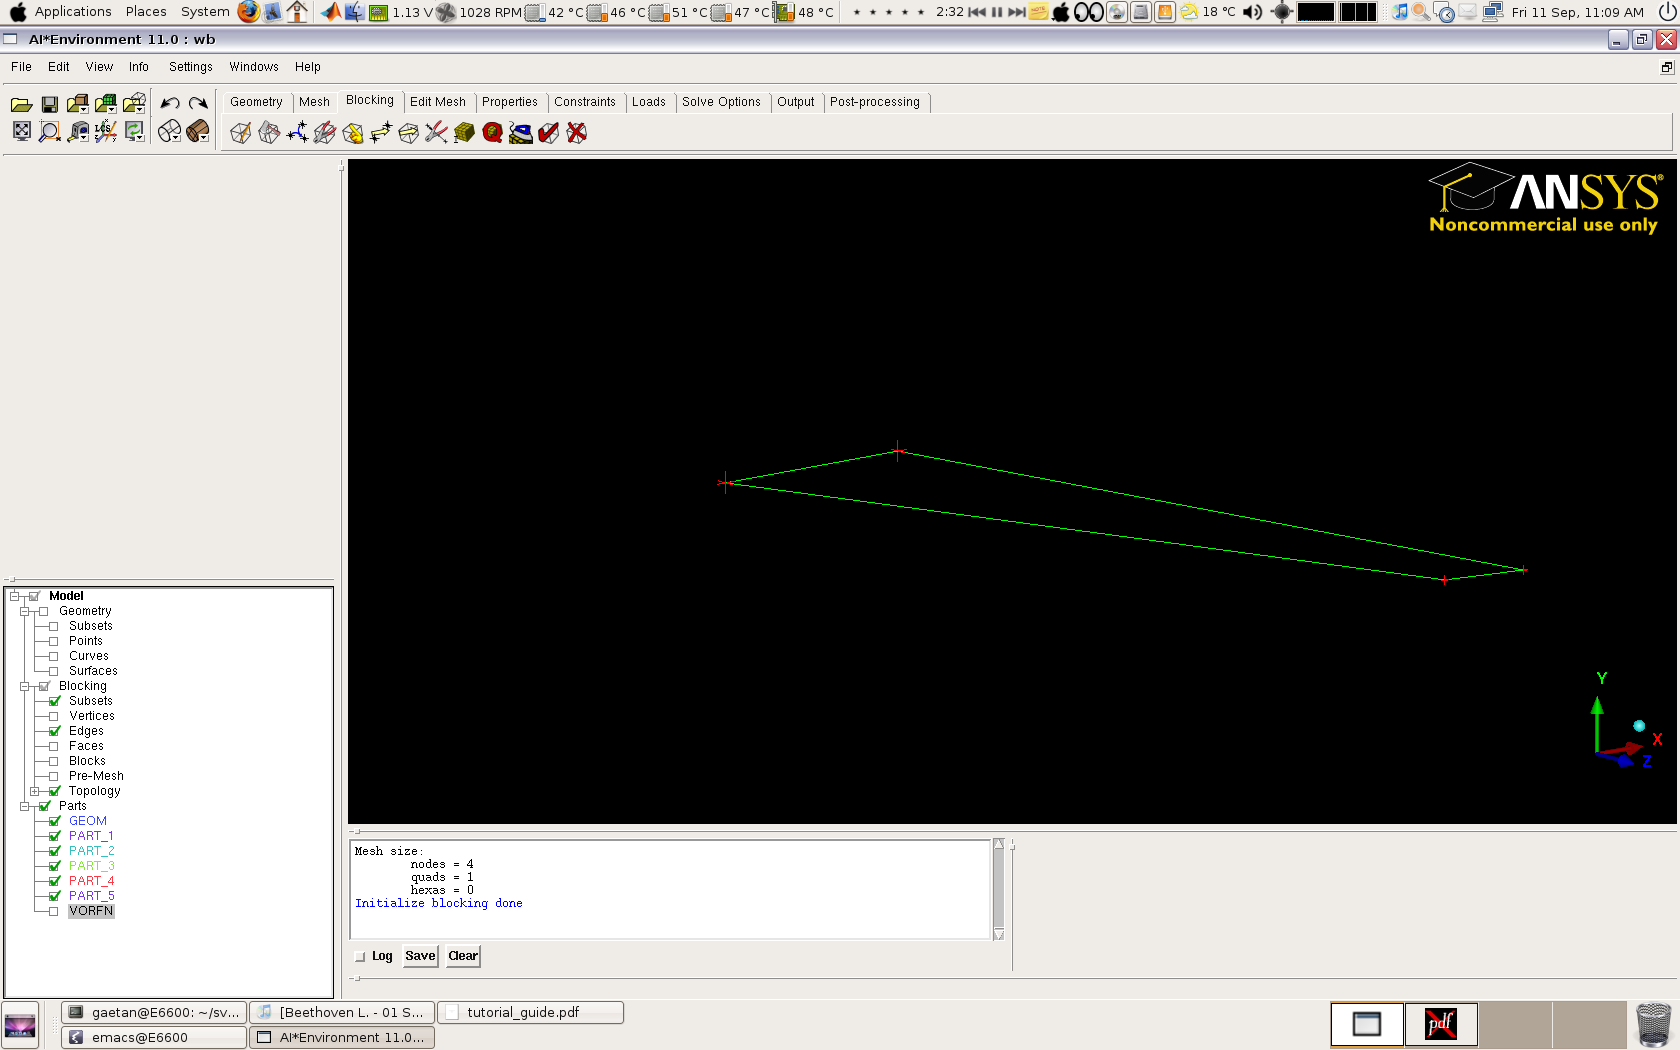 Applications Places System 1.13 V 1028 RPM 42 °C 46 °C 51 °C 47 °C 48 °C 2:32 18 °C Fri 11 Sep, 11:09 AM
AI*Environment 11.0 : wb
File Edit View Info Settings Windows Help
Geometry Mesh Blocking Edit Mesh Properties Constraints Loads Solve Options Output Post-processing
LCS
ANSYS®
Noncommercial use only
Model
Geometry
Subsets
Points
Curves
Surfaces
Blocking
Subsets
Vertices
Edges
Faces
Blocks
Pre-Mesh
Topology
Parts
GEOM
PART_1
PART_2
PART_3
PART_4
PART_5
VORFN
Y
X
Z
Mesh size:
nodes = 4
quads = 1
hexas = 0
Initialize blocking done
Log Save Clear
gaetan@E6600: ~/sv... [Beethoven L. - 01 S... tutorial_guide.pdf
emacs@E6600 AI*Environment 11.0...
pdf